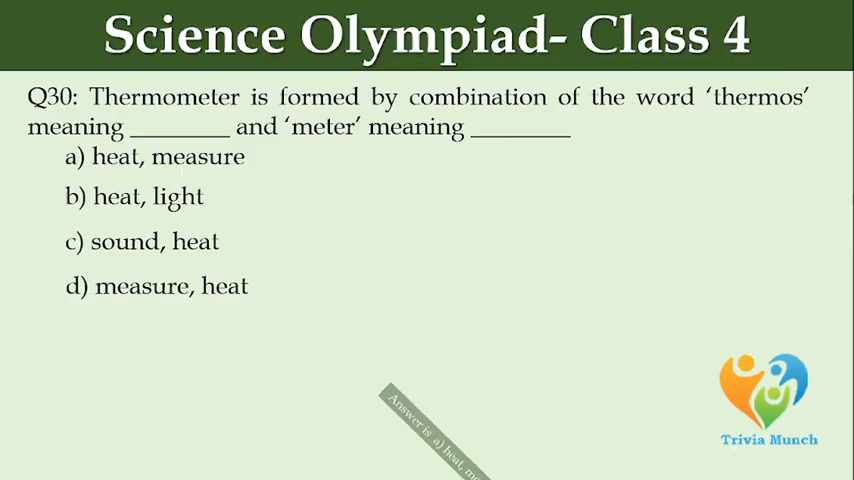 Science Olympiad- Class 4
Q30: Thermometer is formed by combination of the word ‘thermos’
meaning ________ and ‘meter’ meaning ________
a) heat, measure
b) heat, light
c) sound, heat
d) measure, heat
Answer is a) heat,
Trivia Munch